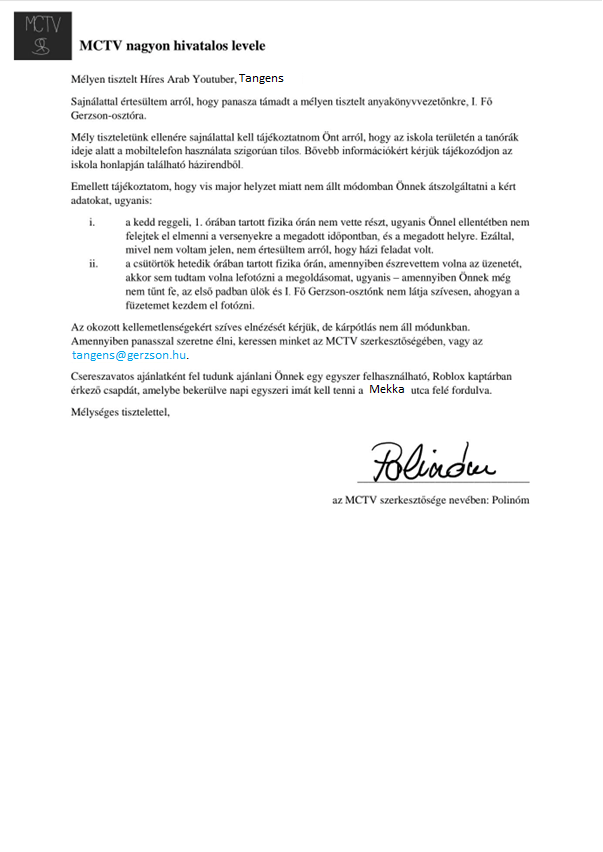 MCTV
MCTV nagyon hivatalos levele
Mélyen tisztelt Híres Arab Youtuber, Tangens
Sajnálattal értesültem arról, hogy panasza támadt a mélyen tisztelt anyakönyvvezetőnkre, I. Fő
Gerzson-osztóra.
Mély tiszteletünk ellenére sajnálattal kell tájékoztatnom Önt arról, hogy az iskola területén a tanórák
ideje alatt a mobiltelefon használata szigorúan tilos. Bővebb információkért kérjük tájékozódjon az
iskola honlapján található házirendből.
Emellett tájékoztatom, hogy vis major helyzet miatt nem állt módomban Önnek átszolgáltatni a kért
adatokat, ugyanis:
i. a kedd reggeli, 1. órában tartott fizika órán nem vette részt, ugyanis Önnel ellentétben nem
felejtek el elmenni a versenyekre a megadott időpontban, és a megadott helyre. Ezáltal,
mivel nem voltam jelen, nem értesültem arról, hogy házi feladat volt.
ii. a csütörtök hetedik órában tartott fizika órán, amennyiben észrevettem volna az üzenetét,
akkor sem tudtam volna lefotózni a megoldásomat, ugyanis – amennyiben Önnek még
nem tűnt fe, az első padban ülök és I. Fő Gerzson-osztónk nem látja szívesen, ahogyan a
füzetemet kezdem el fotózni.
Az okozott kellemetlenségekért szíves elnézését kérjük, de kárpótlás nem áll módunkban.
Amennyiben panasszal szeretne élni, keressen minket az MCTV szerkesztőségében, vagy az
tangens@gerzson.hu.
Csereszavatos ajánlatként fel tudunk ajánlani Önnek egy egyszer felhasználható, Roblox kaptárban
érkező csapdát, amelybe bekerülve napi egyszeri imát kell tenni a Mekka utca felé fordulva.
Mélységes tisztelettel,
Polinóm
az MCTV szerkesztősége nevében: Polinóm